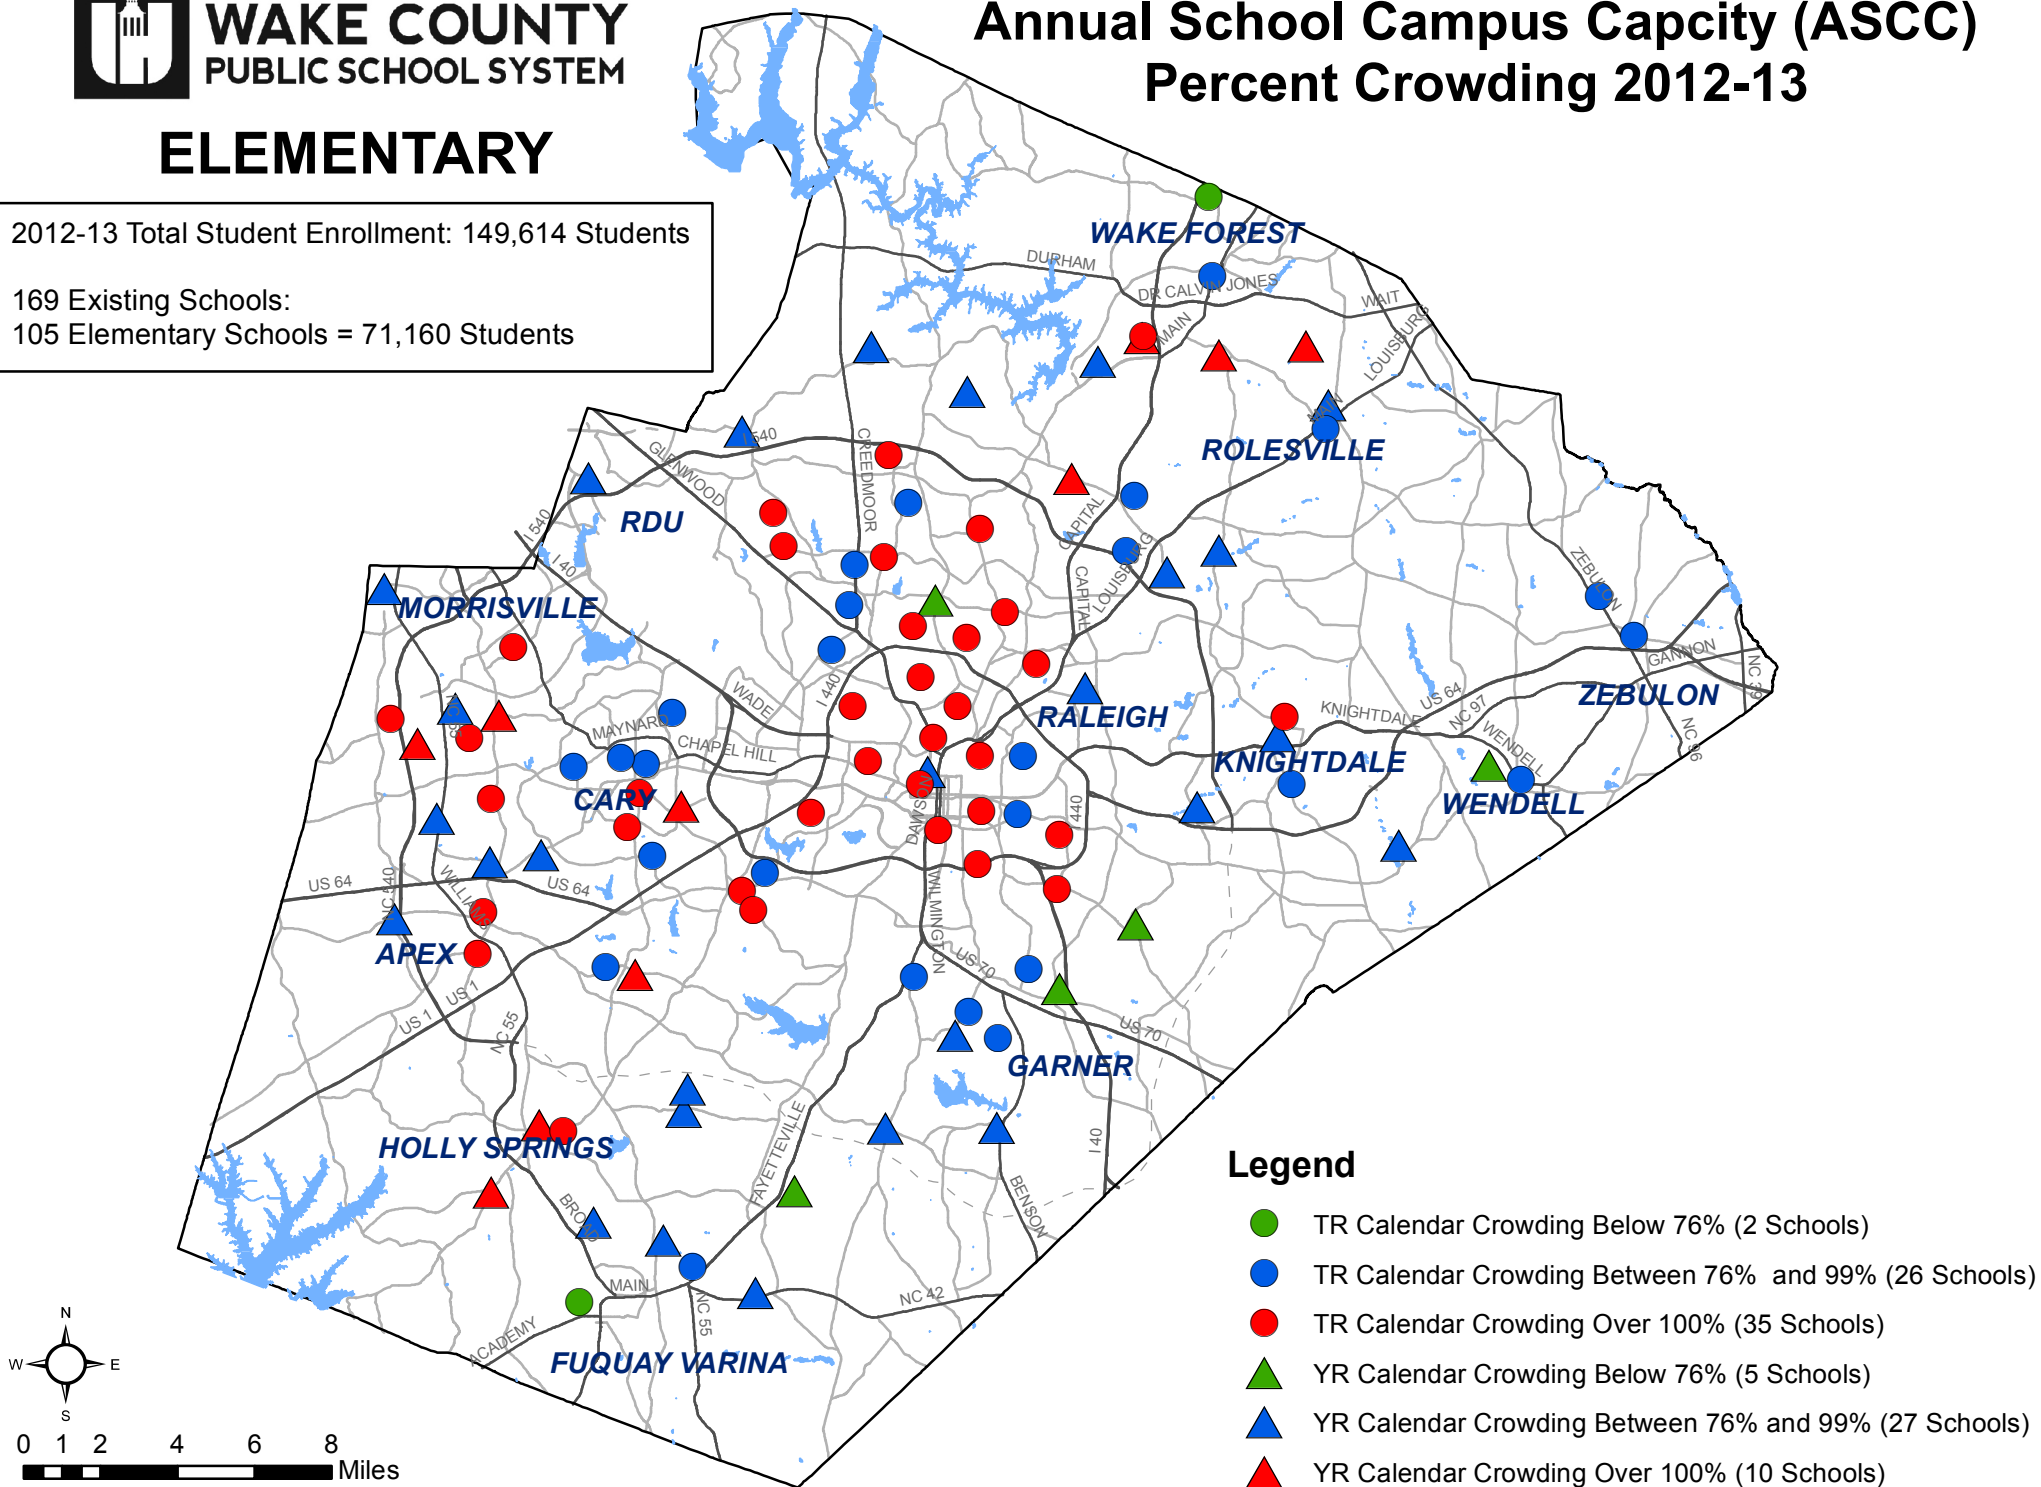 WAKE COUNTY
PUBLIC SCHOOL SYSTEM
Annual School Campus Capcity (ASCC)
Percent Crowding 2012-13
ELEMENTARY
2012-13 Total Student Enrollment: 149,614 Students
169 Existing Schools:
105 Elementary Schools = 71,160 Students
WAKE FOREST
DURHAM
DR CALVIN JONES
WAIT
MAIN
LOUISBURG
MAIN
ROLESVILLE
I 540
CREEDMOOR
GLENWOOD
RDU
I 540
I 40
CAPITAL
LOUISBURG
CAPITAL
ZEBULON
MORRISVILLE
GANNON
NC 39
ZEBULON
NC 96
US 64
NC 97
KNIGHTDALE
WENDELL
I 440
WADE
RALEIGH
MAYNARD
CHAPEL HILL
KNIGHTDALE
CARY
WENDELL
DAWSON
I 440
US 64
NC 540
WILLIAMS
US 64
WILMINGTON
APEX
US 70
US 1
US 1
NC 55
US 70
GARNER
FAYETTEVILLE
I 40
HOLLY SPRINGS
BROAD
BENSON
MAIN
NC 55
NC 42
ACADEMY
FUQUAY VARINA
Legend
TR Calendar Crowding Below 76% (2 Schools)
TR Calendar Crowding Between 76%  and 99% (26 Schools)
TR Calendar Crowding Over 100% (35 Schools)
YR Calendar Crowding Below 76% (5 Schools)
YR Calendar Crowding Between 76% and 99% (27 Schools)
YR Calendar Crowding Over 100% (10 Schools)
N
W E
S
0 1 2 4 6 8
Miles